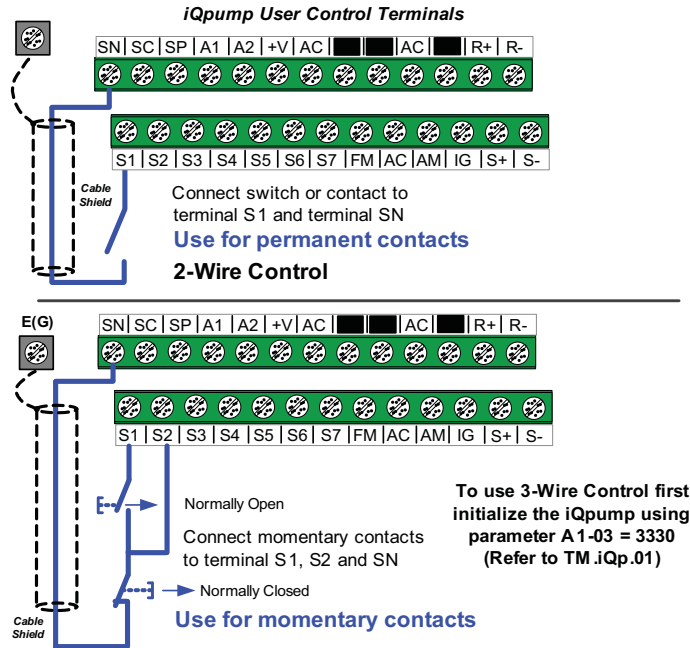 iQpump User Control Terminals
SN SC SP A1 A2 +V AC AC R+ R-
S1 S2 S3 S4 S5 S6 S7 FM AC AM IG S+ S-
Cable
Shield
Connect switch or contact to
terminal S1 and terminal SN
Use for permanent contacts
2-Wire Control
E(G)
SN SC SP A1 A2 +V AC AC R+ R-
S1 S2 S3 S4 S5 S6 S7 FM AC AM IG S+ S-
Normally Open
Connect momentary contacts
to terminal S1, S2 and SN
Normally Closed
To use 3-Wire Control first
initialize the iQpump using
parameter A1-03 = 3330
(Refer to TM.iQp.01)
Cable
Shield
Use for momentary contacts